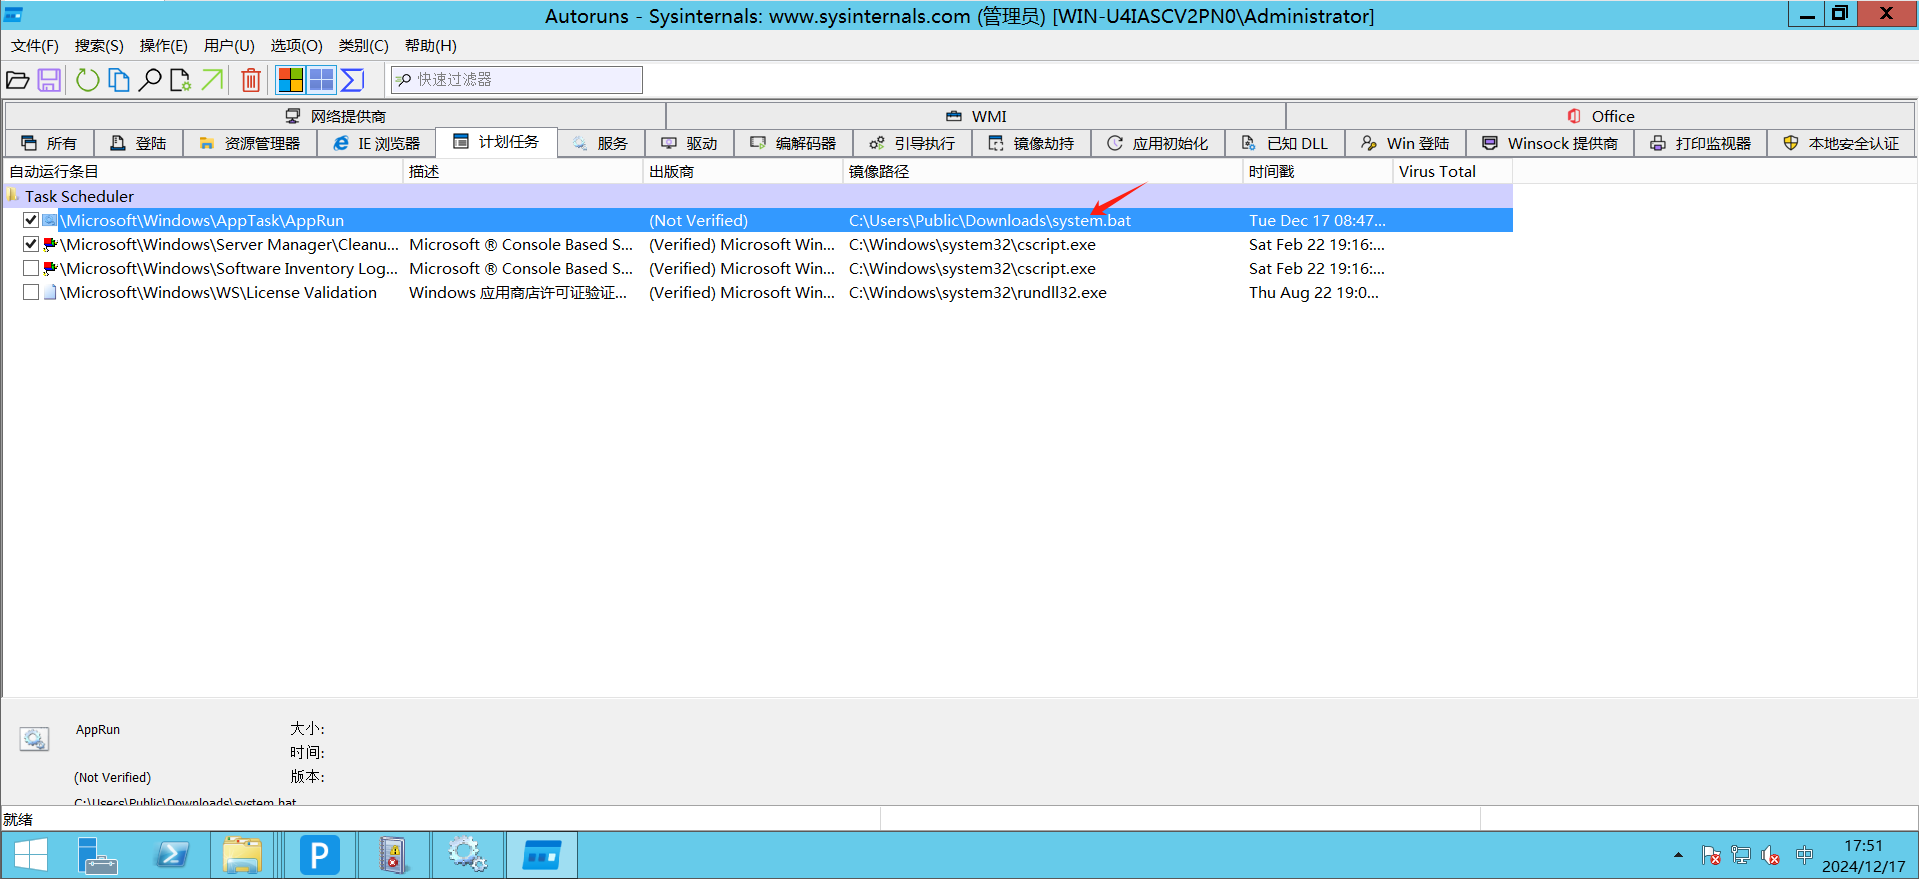 Autoruns - Sysinternals: www.sysinternals.com (管理员) [WIN-U4IASCV2PN0\Administrator]
文件(F) 搜索(S) 操作(E) 用户(U) 选项(O) 类别(C) 帮助(H)
快速过滤器
网络提供商 WMI Office
所有 登陆 资源管理器 IE 浏览器 计划任务 服务 驱动 编解码器 引导执行 镜像劫持 应用初始化 已知 DLL Win 登陆 Winsock 提供商 打印监视器 本地安全认证
自动运行条目 描述 出版商 镜像路径 时间戳 Virus Total
Task Scheduler
\Microsoft\Windows\AppTask\AppRun (Not Verified) C:\Users\Public\Downloads\system.bat Tue Dec 17 08:47...
\Microsoft\Windows\Server Manager\Cleanu... Microsoft ® Console Based S... (Verified) Microsoft Win... C:\Windows\system32\cscript.exe Sat Feb 22 19:16:...
\Microsoft\Windows\Software Inventory Log... Microsoft ® Console Based S... (Verified) Microsoft Win... C:\Windows\system32\cscript.exe Sat Feb 22 19:16:...
\Microsoft\Windows\WS\License Validation Windows 应用商店许可证验证... (Verified) Microsoft Win... C:\Windows\system32\rundll32.exe Thu Aug 22 19:0...
AppRun 大小:
时间:
(Not Verified) 版本:
C:\Users\Public\Downloads\system.bat
就绪
P
中
17:51
2024/12/17